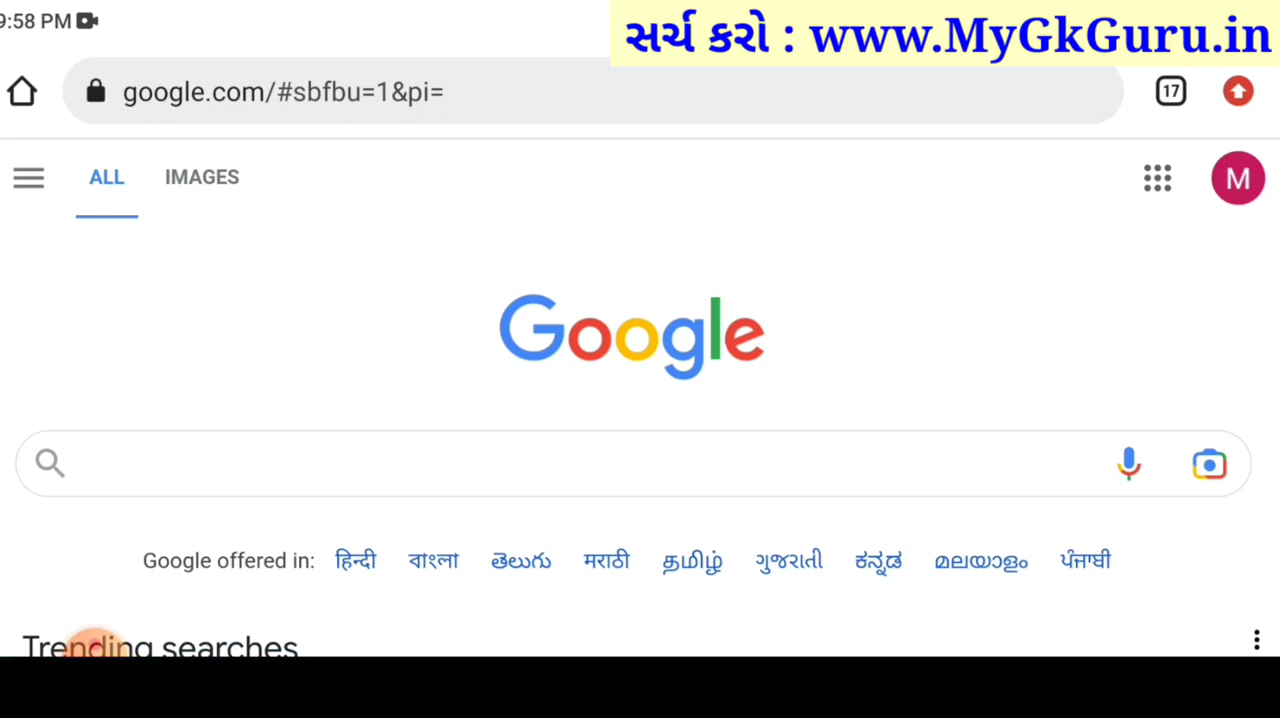 9:58 PM
સર્ચ કરો : www.MyGkGuru.in
google.com/#sbfbu=1&pi=
17
ALL IMAGES
M
Google
Google offered in: हिन्दी বাংলা తెలుగు मराठी தமிழ் ગુજરાતી ಕನ್ನಡ മലയാളം ਪੰਜਾਬੀ
Trending searches